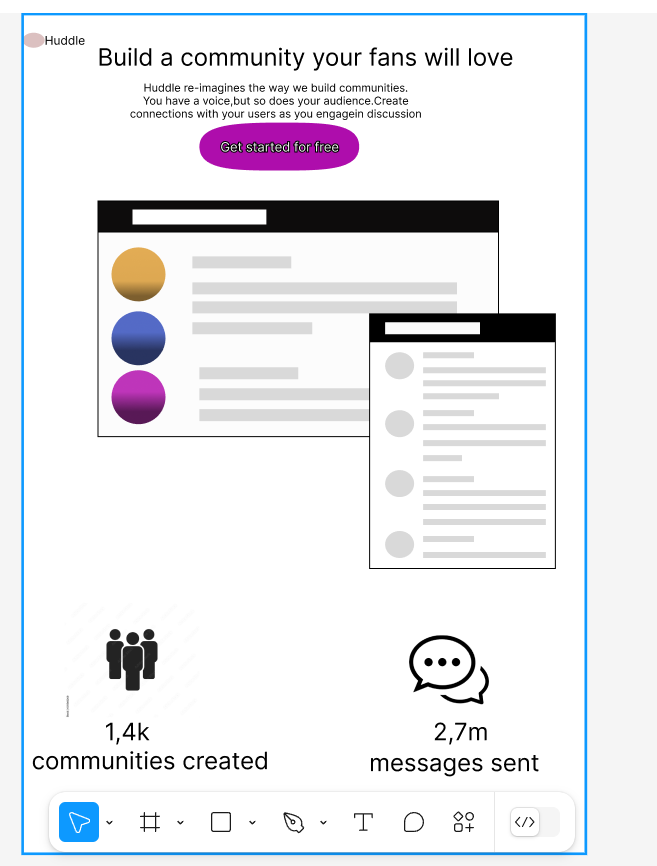 Huddle
Build a community your fans will love
Huddle re-imagines the way we build communities.
You have a voice,but so does your audience.Create
connections with your users as you engagein discussion
Get started for free
1,4k
communities created
2,7m
messages sent